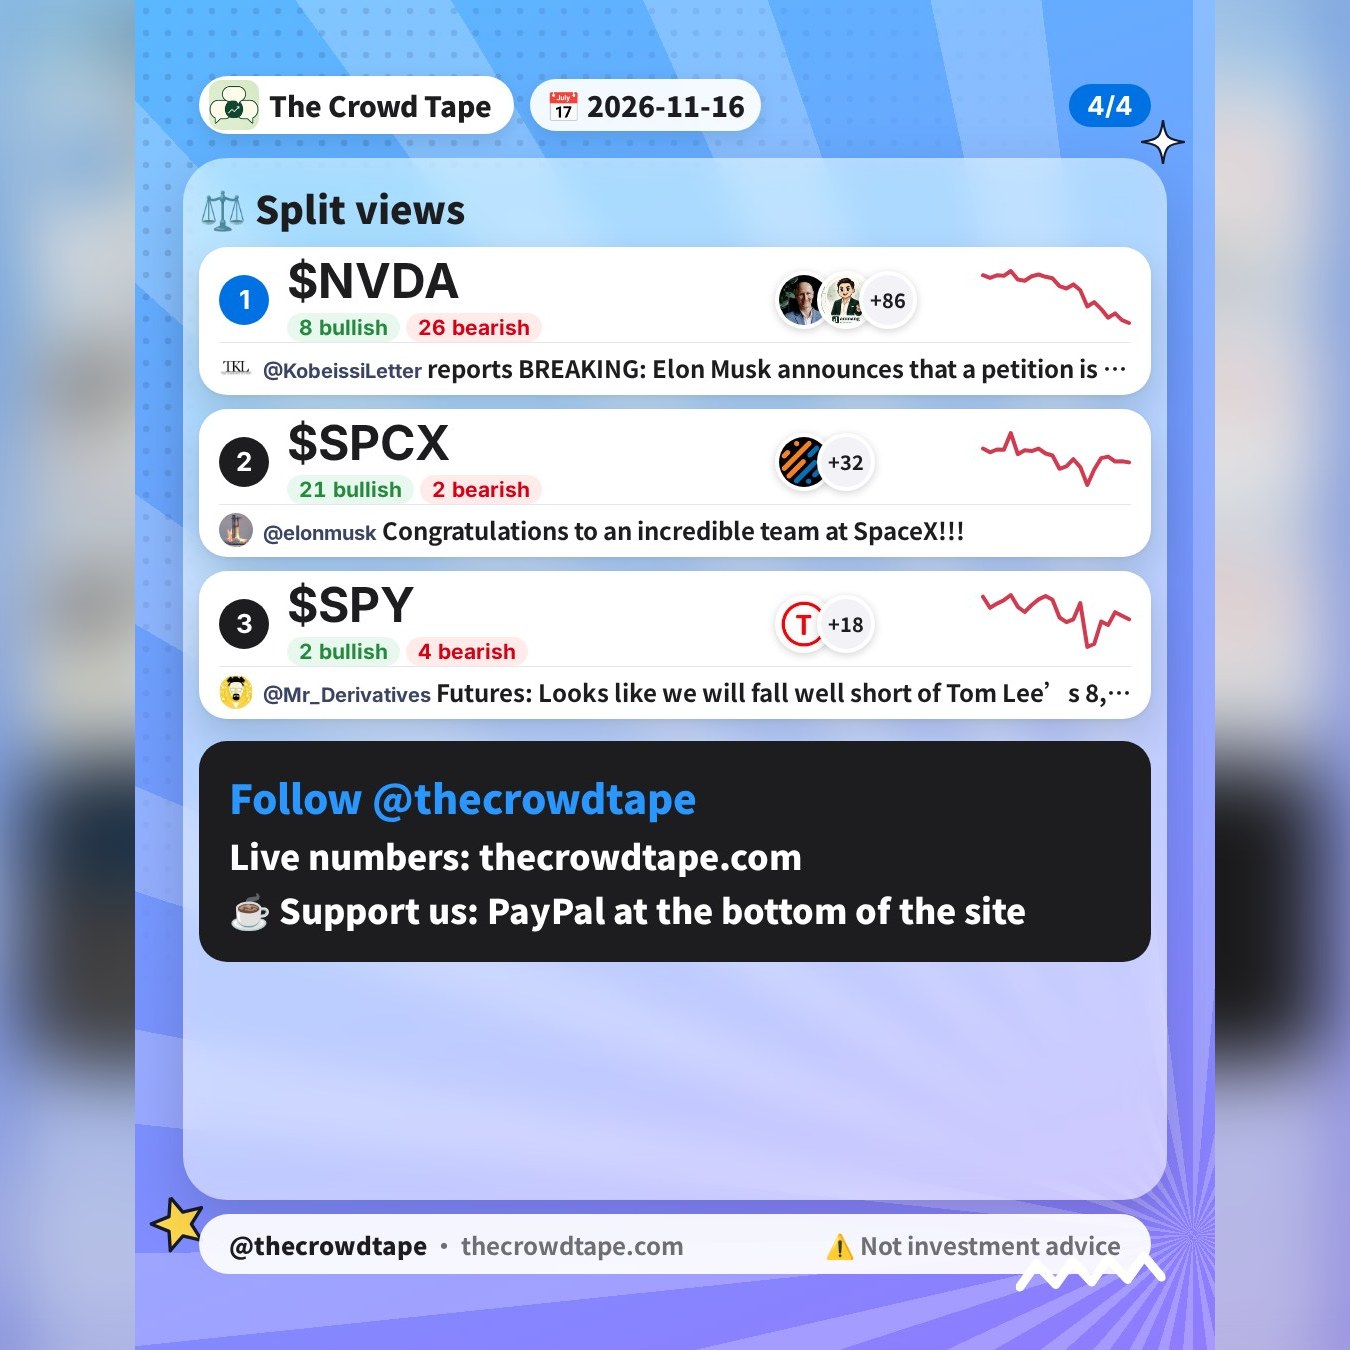 The Crowd Tape
2026-11-16
4/4
Split views
1
$NVDA
+86
8 bullish 26 bearish
TKL @KobeissiLetter reports BREAKING: Elon Musk announces that a petition is ···
2
$SPCX
+32
21 bullish 2 bearish
@elonmusk Congratulations to an incredible team at SpaceX!!!
3
$SPY
T +18
2 bullish 4 bearish
@Mr_Derivatives Futures: Looks like we will fall well short of Tom Lee’s 8,···
Follow @thecrowdtape
Live numbers: thecrowdtape.com
☕ Support us: PayPal at the bottom of the site
@thecrowdtape · thecrowdtape.com ⚠️ Not investment advice